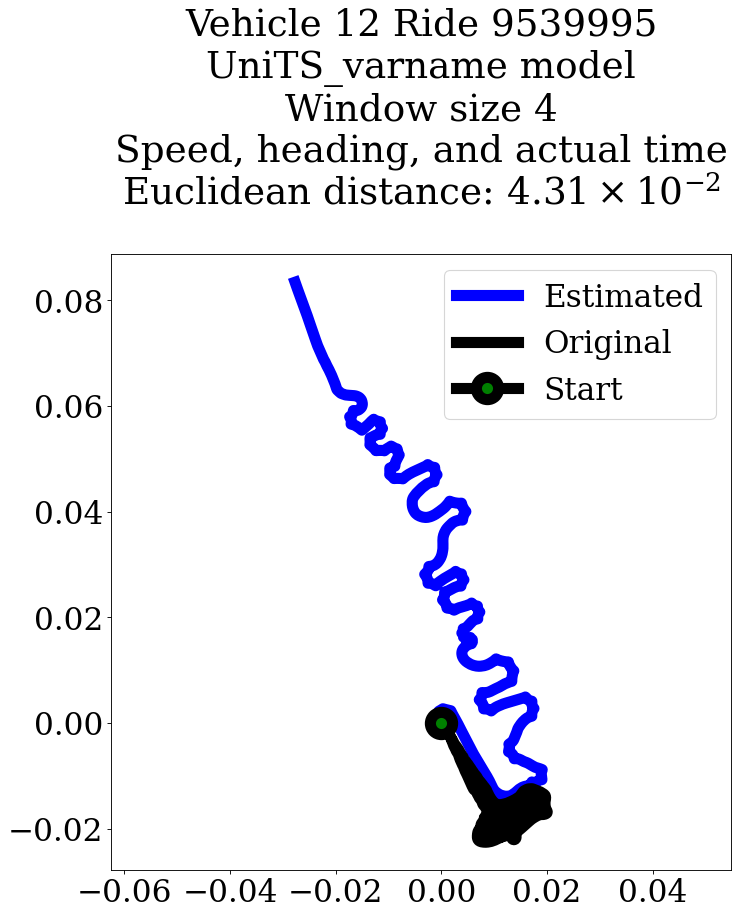 Vehicle 12 Ride 9539995
UniTS_varname model
Window size 4
Speed, heading, and actual time
Euclidean distance: 4.31 × 10⁻²
Estimated
Original
Start
0.08
0.06
0.04
0.02
0.00
−0.02
−0.06 −0.04 −0.02 0.00 0.02 0.04